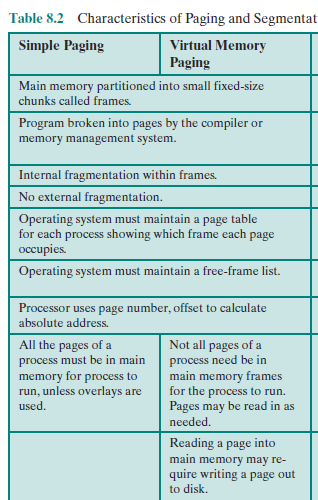 Table 8.2 Characteristics of Paging and Segmentat
Simple Paging
Virtual Memory
Paging
Main memory partitioned into small fixed-size
chunks called frames.
Program broken into pages by the compiler or
memory management system.
Internal fragmentation within frames.
No external fragmentation.
Operating system must maintain a page table
for each process showing which frame each page
occupies.
Operating system must maintain a free-frame list.
Processor uses page number, offset to calculate
absolute address.
All the pages of a
process must be in main
memory for process to
run, unless overlays are
used.
Not all pages of a
process need be in
main memory frames
for the process to run.
Pages may be read in as
needed.
Reading a page into
main memory may re-
quire writing a page out
to disk.